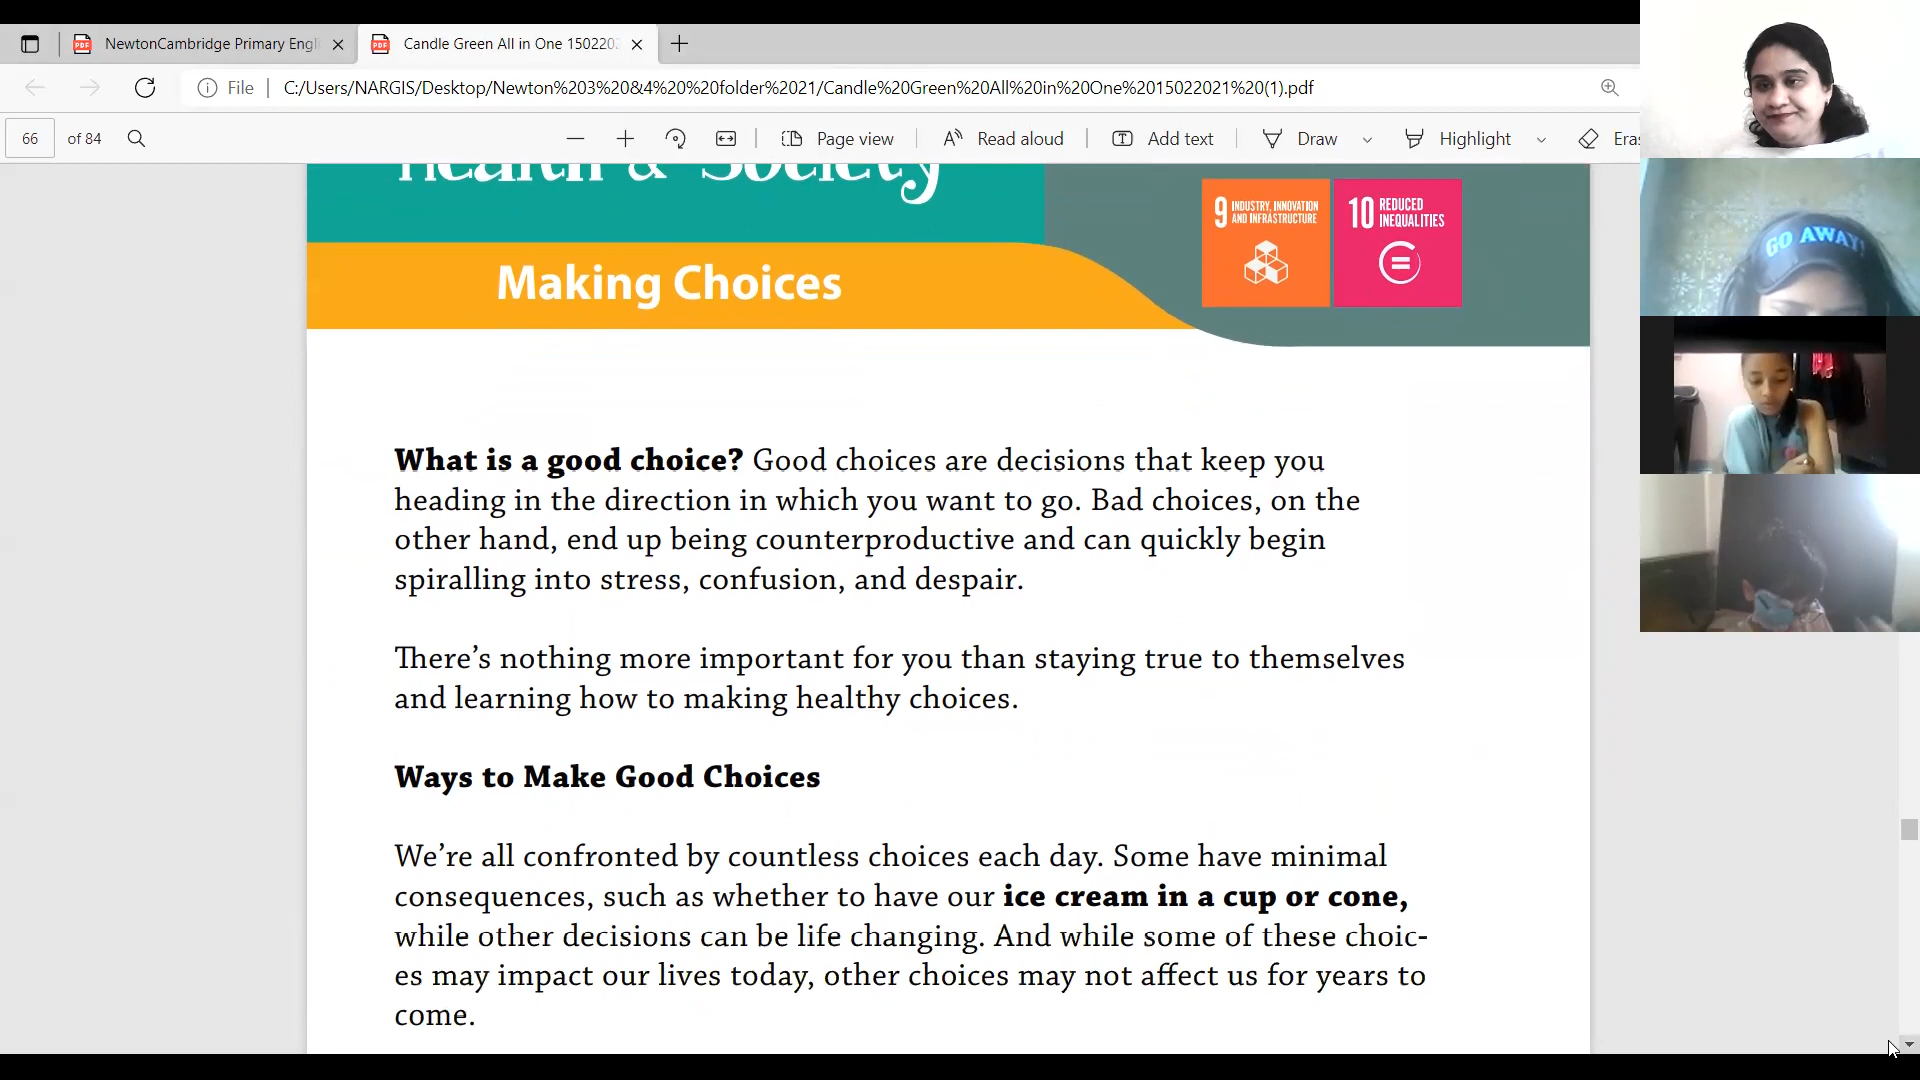 NewtonCambridge Primary Engl
Candle Green All in One 1502202
File
C:/Users/NARGIS/Desktop/Newton%203%20&4%20%20folder%2021/Candle%20Green%20All%20in%20One%2015022021%20(1).pdf
66 of 84
Page view
Read aloud
Add text
Draw
Highlight
Eras
Health & Society
9 INDUSTRY, INNOVATION
AND INFRASTRUCTURE
10 REDUCED
INEQUALITIES
Making Choices
GO AWAY!
What is a good choice? Good choices are decisions that keep you
heading in the direction in which you want to go. Bad choices, on the
other hand, end up being counterproductive and can quickly begin
spiralling into stress, confusion, and despair.
There’s nothing more important for you than staying true to themselves
and learning how to making healthy choices.
Ways to Make Good Choices
We’re all confronted by countless choices each day. Some have minimal
consequences, such as whether to have our ice cream in a cup or cone,
while other decisions can be life changing. And while some of these choic-
es may impact our lives today, other choices may not affect us for years to
come.